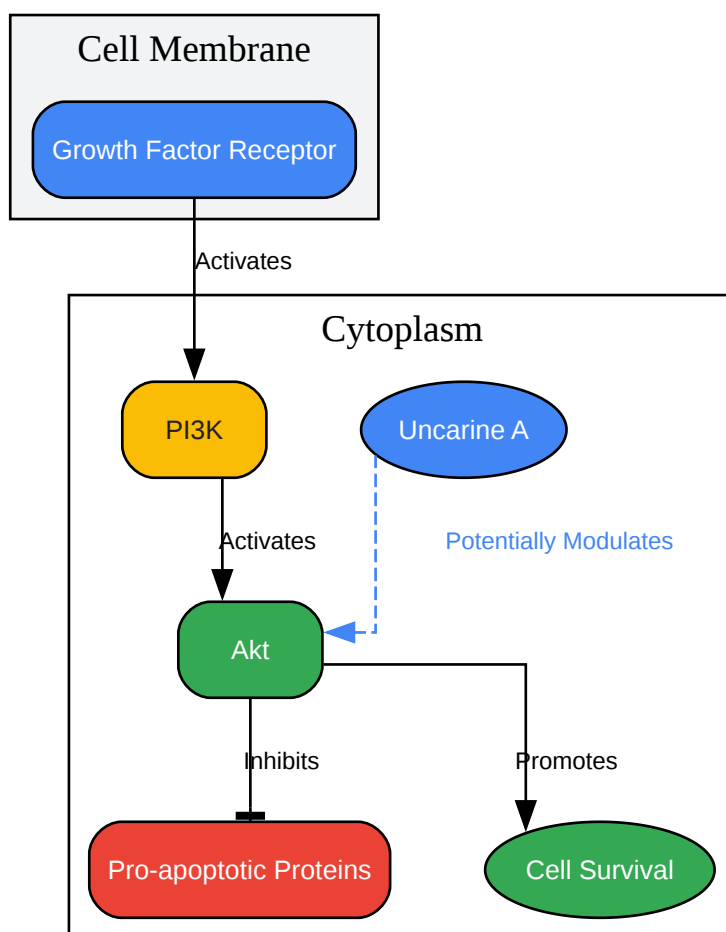 Cell Membrane
Growth Factor Receptor
Activates
Cytoplasm
PI3K
Uncarine A
Activates
Potentially Modulates
Akt
Inhibits
Promotes
Pro-apoptotic Proteins
Cell Survival